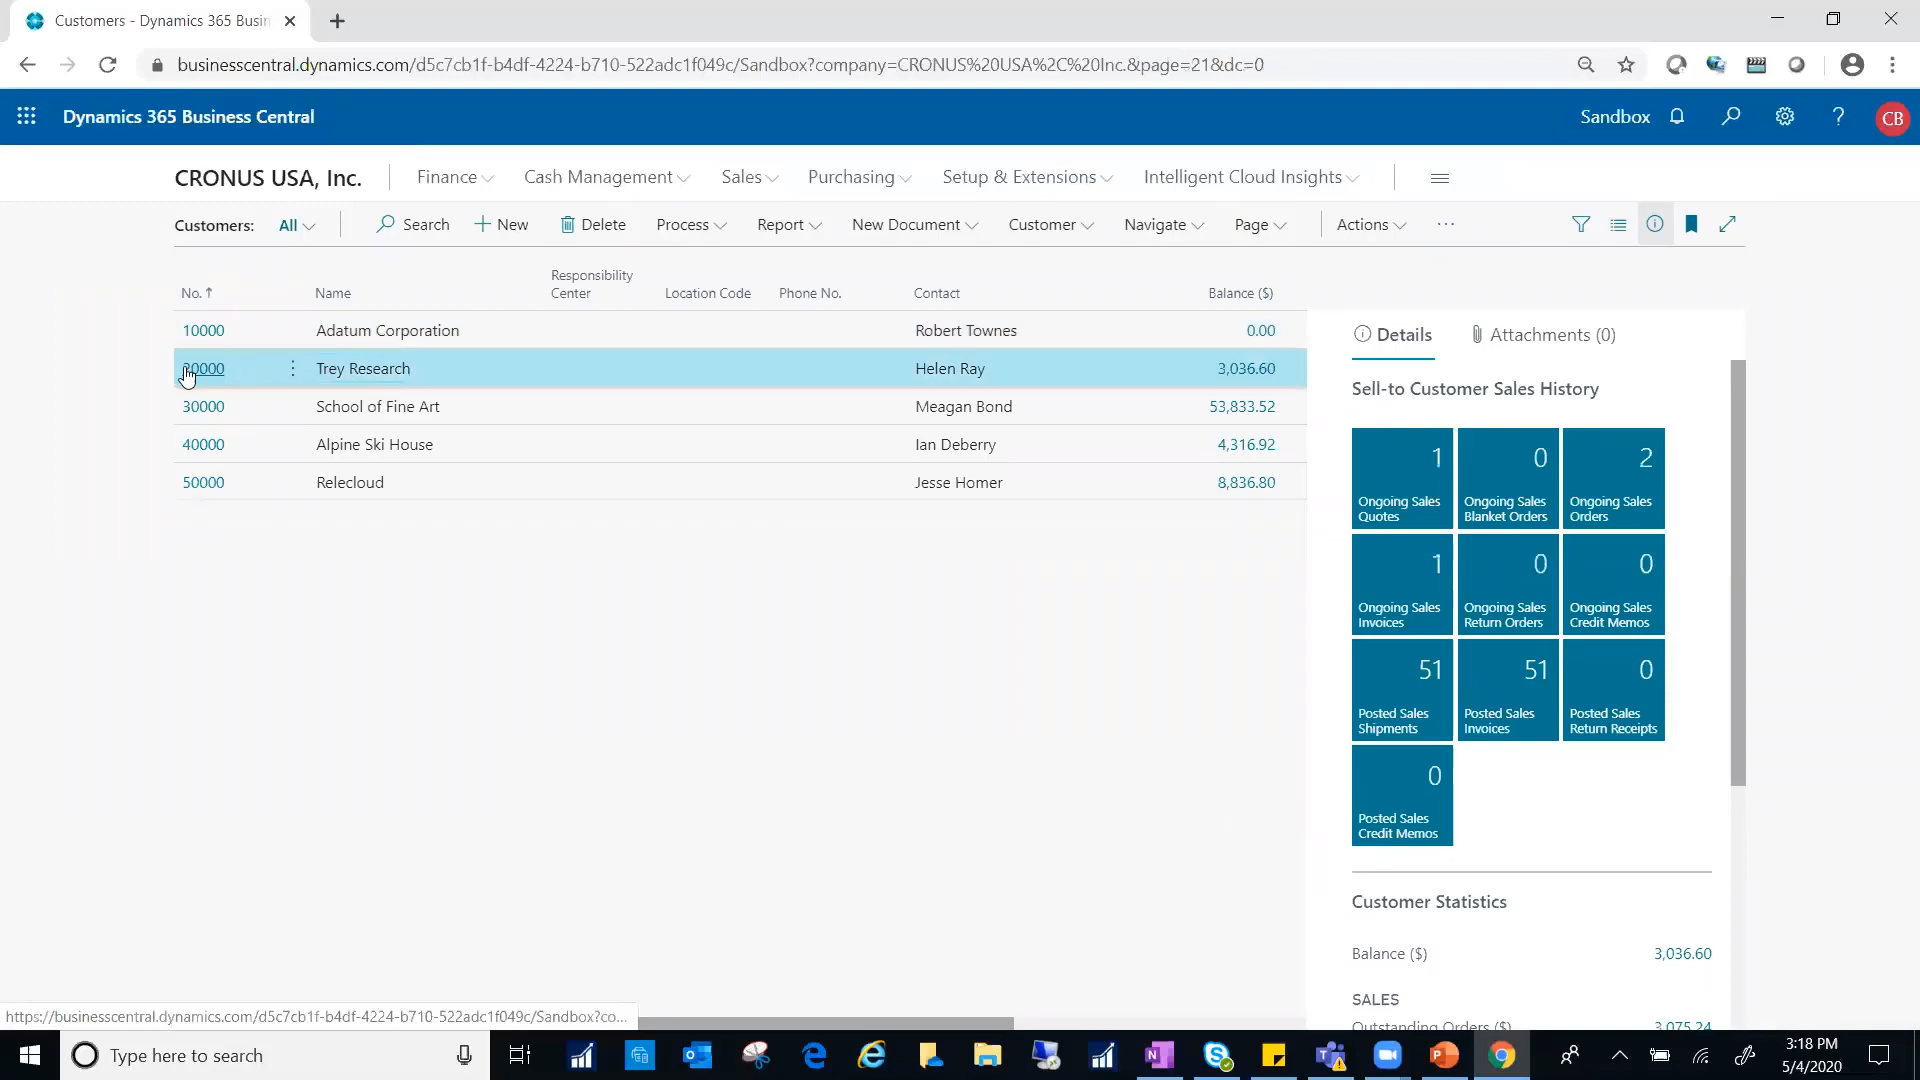 Customers - Dynamics 365 Busin
businesscentral.dynamics.com/d5c7cb1f-b4df-4224-b710-522adc1f049c/Sandbox?company=CRONUS%20USA%2C%20Inc.&page=21&dc=0
Dynamics 365 Business Central
Sandbox
?
CB
CRONUS USA, Inc.
Finance
Cash Management
Sales
Purchasing
Setup & Extensions
Intelligent Cloud Insights
Customers:
All
Search
New
Delete
Process
Report
New Document
Customer
Navigate
Page
Actions
No. ↑
Name
Responsibility
Center
Location Code
Phone No.
Contact
Balance ($)
10000 Adatum Corporation Robert Townes 0.00
20000 Trey Research Helen Ray 3,036.60
30000 School of Fine Art Meagan Bond 53,833.52
40000 Alpine Ski House Ian Deberry 4,316.92
50000 Relecloud Jesse Homer 8,836.80
Details
Attachments (0)
Sell-to Customer Sales History
1
Ongoing Sales
Quotes
0
Ongoing Sales
Blanket Orders
2
Ongoing Sales
Orders
1
Ongoing Sales
Invoices
0
Ongoing Sales
Return Orders
0
Ongoing Sales
Credit Memos
51
Posted Sales
Shipments
51
Posted Sales
Invoices
0
Posted Sales
Return Receipts
0
Posted Sales
Credit Memos
Customer Statistics
Balance ($) 3,036.60
SALES
Outstanding Orders ($) 3,075.24
https://businesscentral.dynamics.com/d5c7cb1f-b4df-4224-b710-522adc1f049c/Sandbox?co...
Type here to search
3:18 PM
5/4/2020